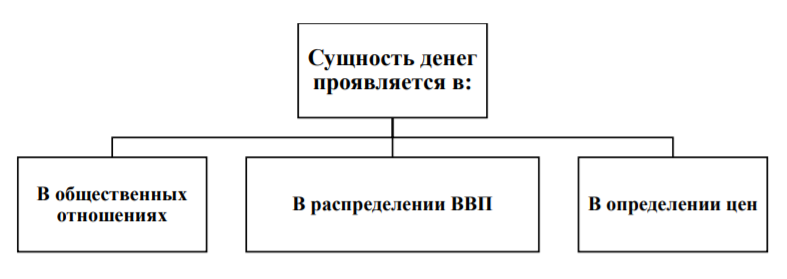 Сущность денег
проявляется в:
В общественных
отношениях
В распределении ВВП
В определении цен